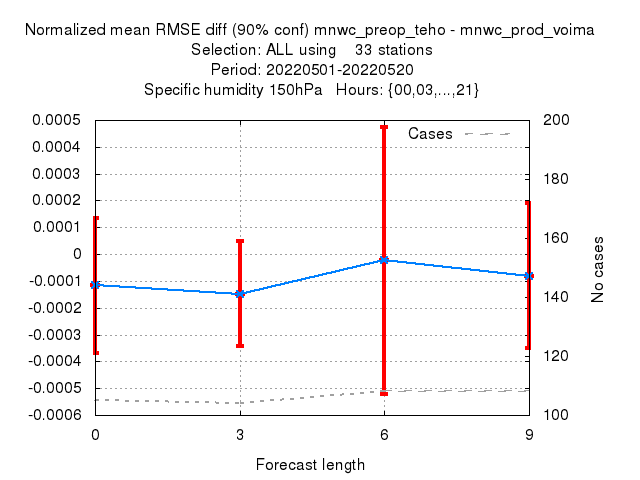 Normalized mean RMSE diff (90% conf) mnwc_preop_teho - mnwc_prod_voima
Selection: ALL using    33 stations
Period: 20220501-20220520
Specific humidity 150hPa   Hours: {00,03,...,21}
0.0005
0.0004
0.0003
0.0002
0.0001
0
-0.0001
-0.0002
-0.0003
-0.0004
-0.0005
-0.0006
Cases
200
180
160
140
120
100
No cases
0 3 6 9
Forecast length